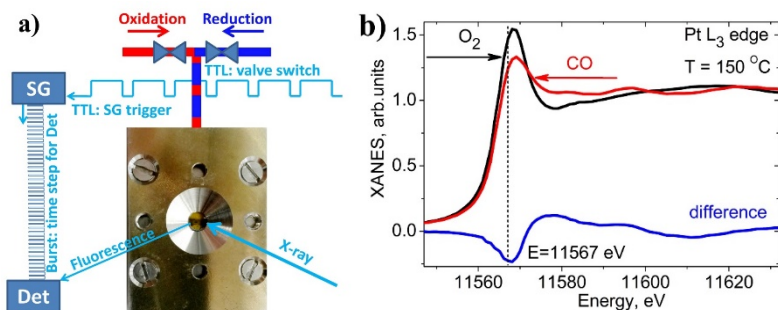 a)
Oxidation
Reduction
TTL: valve switch
SG
TTL: SG trigger
Burst: time step for Det
Fluorescence
X-ray
Det
b)
Pt L3 edge
O2
CO
T = 150 °C
1.5
1.0
0.5
0.0
XANES, arb.units
difference
E=11567 eV
11560 11580 11600 11620
Energy, eV